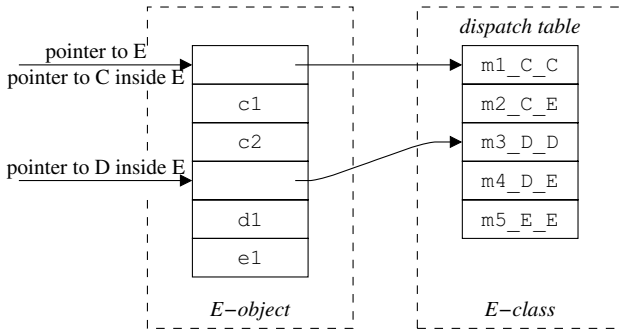 dispatch table
pointer to E
pointer to C inside E
m1_C_C
c1
m2_C_E
c2
m3_D_D
pointer to D inside E
m4_D_E
d1
m5_E_E
e1
E−object
E−class